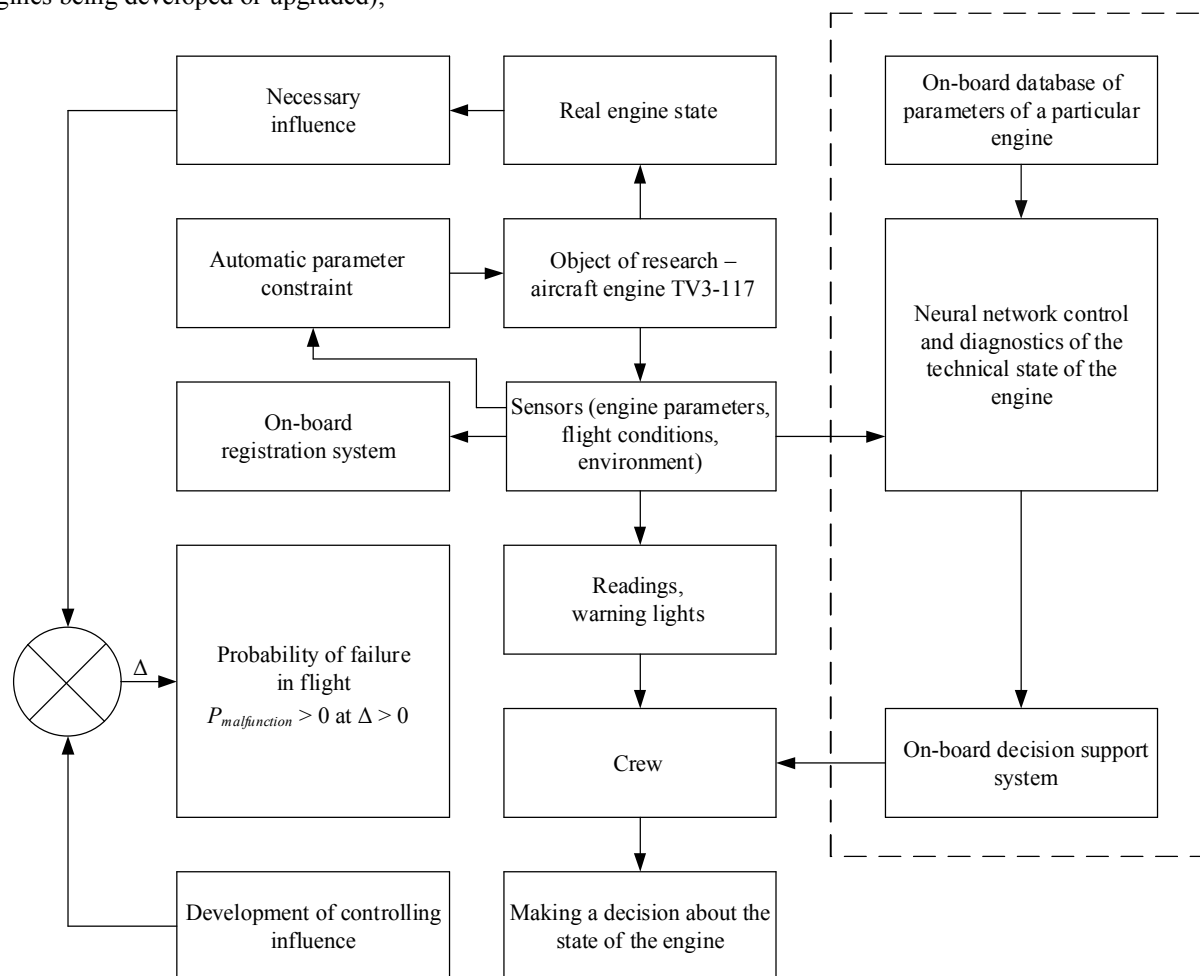 gines being developed or upgraded);
Necessary
influence
Real engine state
On-board database of
parameters of a particular
engine
Automatic parameter
constraint
Object of research –
aircraft engine TV3-117
Neural network control
and diagnostics of the
technical state of the
engine
On-board
registration system
Sensors (engine parameters,
flight conditions,
environment)
Readings,
warning lights
Δ
Probability of failure
in flight
Pmalfunction > 0 at Δ > 0
Crew
On-board decision support
system
Development of controlling
influence
Making a decision about the
state of the engine